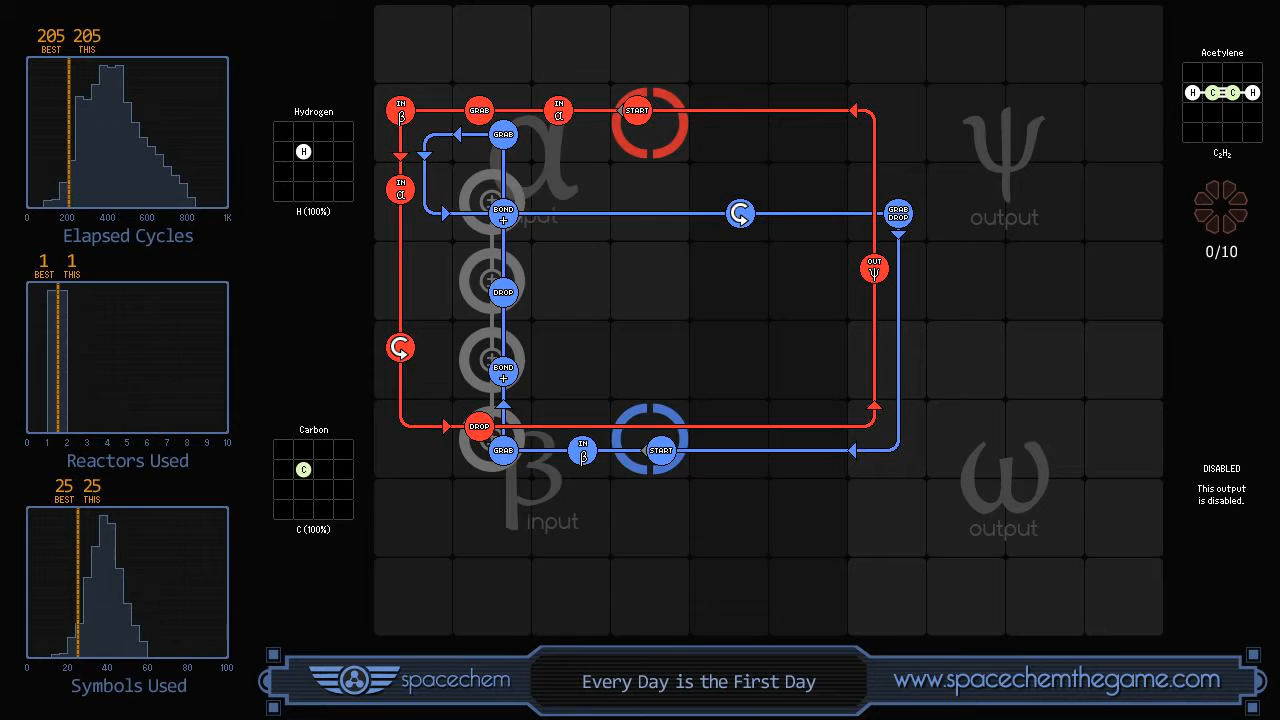 205 205
BEST THIS
0 200 400 600 800 1K
Elapsed Cycles
1 1
BEST THIS
0 1 2 3 4 5 6 7 8 9 10
Reactors Used
25 25
BEST THIS
0 20 40 60 80 100
Symbols Used
Hydrogen
H
H (100%)
Carbon
C
C (100%)
IN β
GRAB
IN α
START
GRAB
α
input
IN α
BOND +
GRAB DROP
ψ
output
OUT ψ
DROP
BOND +
DROP
GRAB
IN β
START
β
input
ω
output
Acetylene
H C C H
C₂H₂
0/10
DISABLED
This output
is disabled.
spacechem
Every Day is the First Day
www.spacechemthegame.com